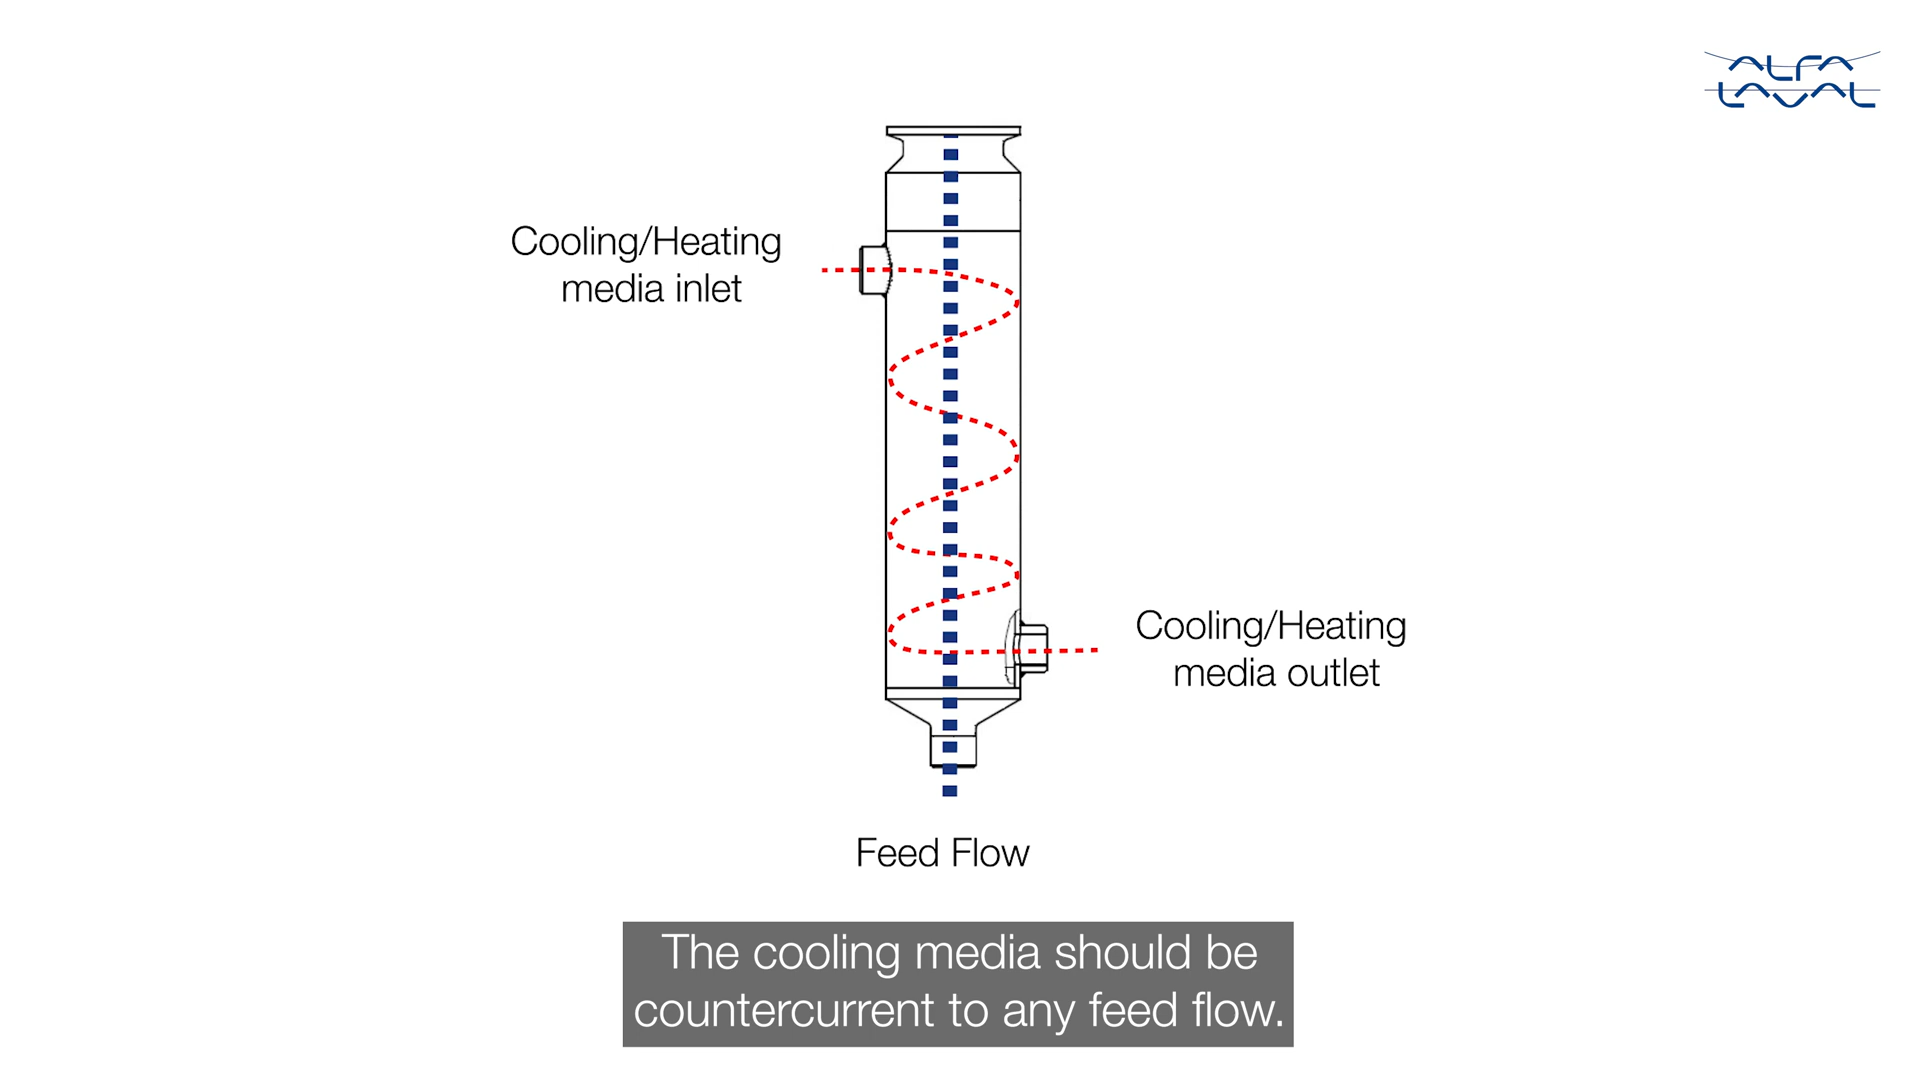 ALFA
LAVAL
Cooling/Heating
media inlet
Cooling/Heating
media outlet
Feed Flow
The cooling media should be
countercurrent to any feed flow.